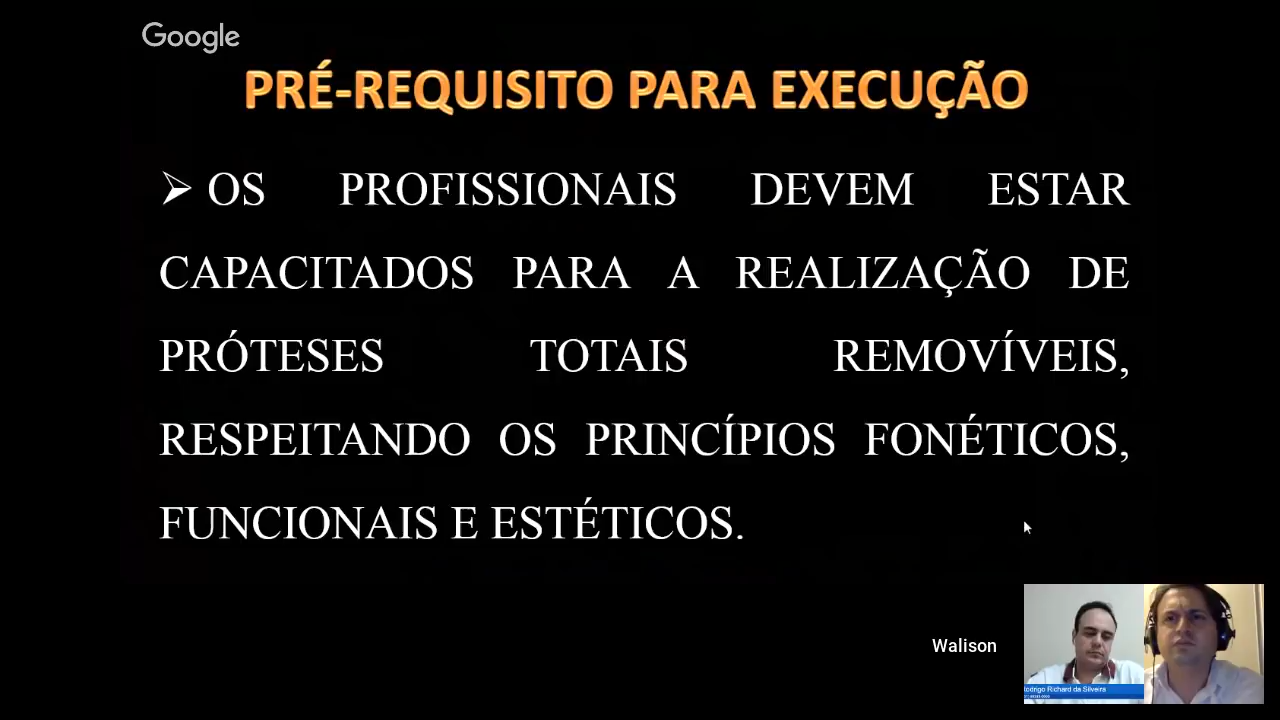 Google
PRÉ-REQUISITO PARA EXECUÇÃO
➢ OS PROFISSIONAIS DEVEM ESTAR
CAPACITADOS PARA A REALIZAÇÃO DE
PRÓTESES TOTAIS REMOVÍVEIS,
RESPEITANDO OS PRINCÍPIOS FONÉTICOS,
FUNCIONAIS E ESTÉTICOS.
Walison
Rodrigo Richard da Silveira